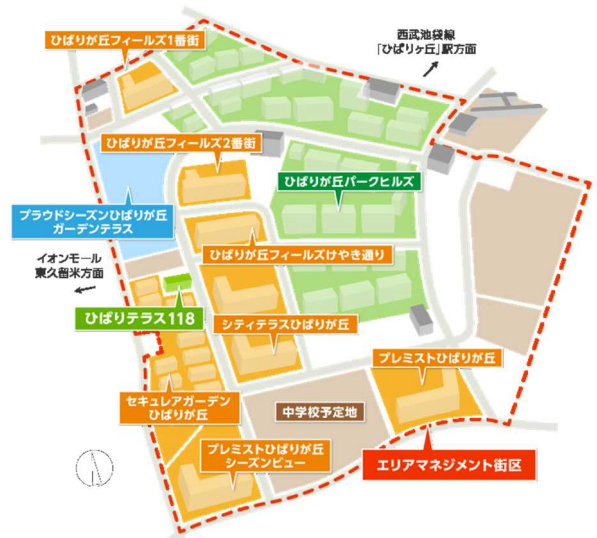 西武池袋線
「ひばりヶ丘」駅方面
ひばりが丘フィールズ1番街
ひばりが丘フィールズ2番街
ひばりが丘パークヒルズ
プラウドシーズンひばりが丘
ガーデンテラス
ひばりが丘フィールズけやき通り
イオンモール
東久留米方面
ひばりテラス118
シティテラスひばりが丘
プレミストひばりが丘
セキュレアガーデン
ひばりが丘
中学校予定地
プレミストひばりが丘
シーズンビュー
エリアマネジメント街区